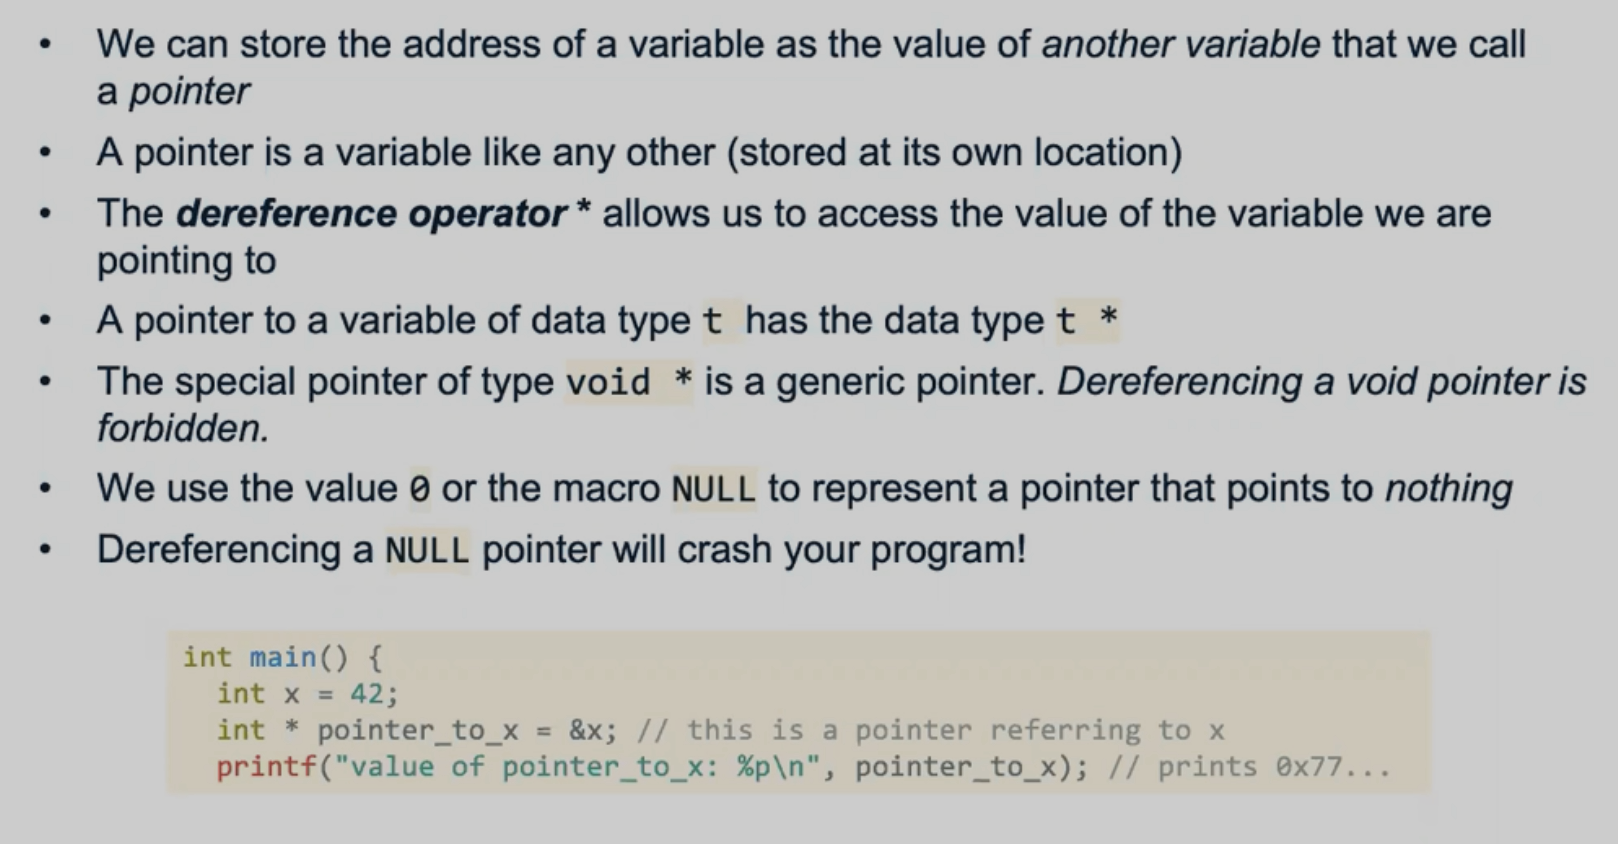 • We can store the address of a variable as the value of another variable that we call
a pointer
• A pointer is a variable like any other (stored at its own location)
• The dereference operator * allows us to access the value of the variable we are
pointing to
• A pointer to a variable of data type t has the data type t *
• The special pointer of type void * is a generic pointer. Dereferencing a void pointer is
forbidden.
• We use the value 0 or the macro NULL to represent a pointer that points to nothing
• Dereferencing a NULL pointer will crash your program!
int main() {
  int x = 42;
  int * pointer_to_x = &x; // this is a pointer referring to x
  printf("value of pointer_to_x: %p\n", pointer_to_x); // prints 0x77...